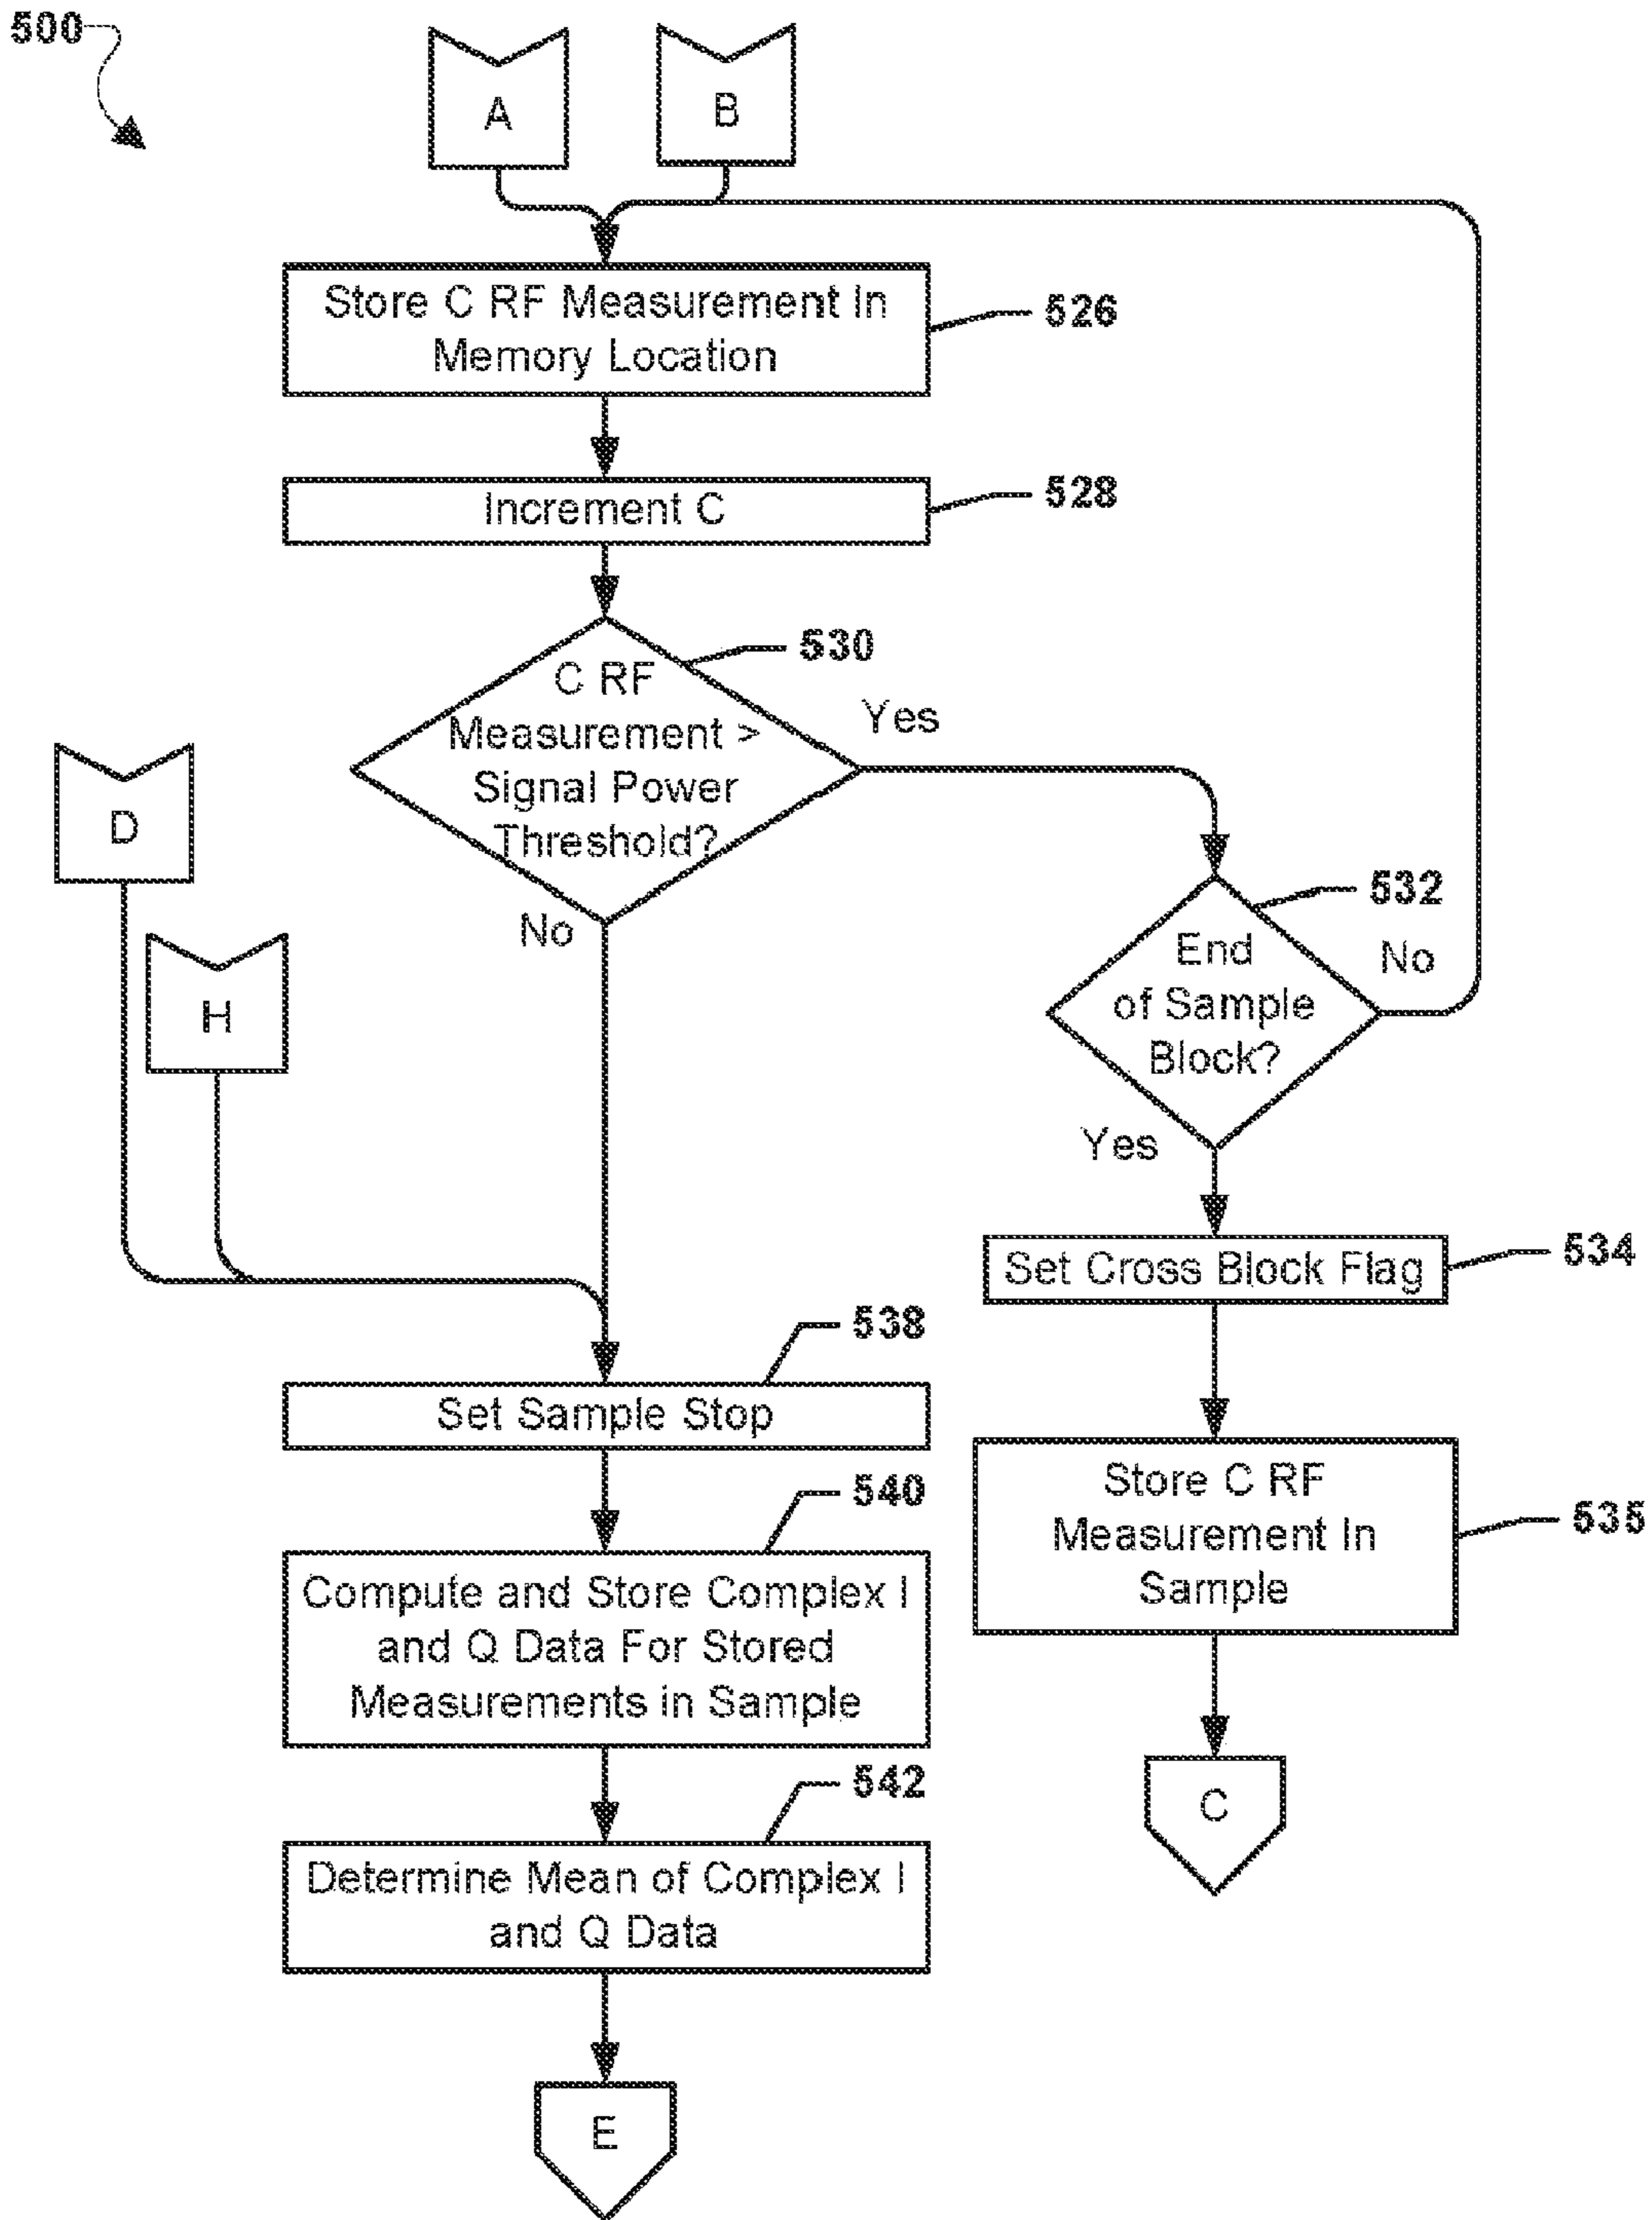 500
A
B
Store C RF Measurement In
Memory Location
526
Increment C
528
530
C RF
Measurement >
Signal Power
Threshold?
Yes
No
D
H
532
End
of Sample
Block?
No
Yes
Set Cross Block Flag
534
538
Set Sample Stop
Store C RF
Measurement In
Sample
535
540
Compute and Store Complex I
and Q Data For Stored
Measurements in Sample
C
542
Determine Mean of Complex I
and Q Data
E